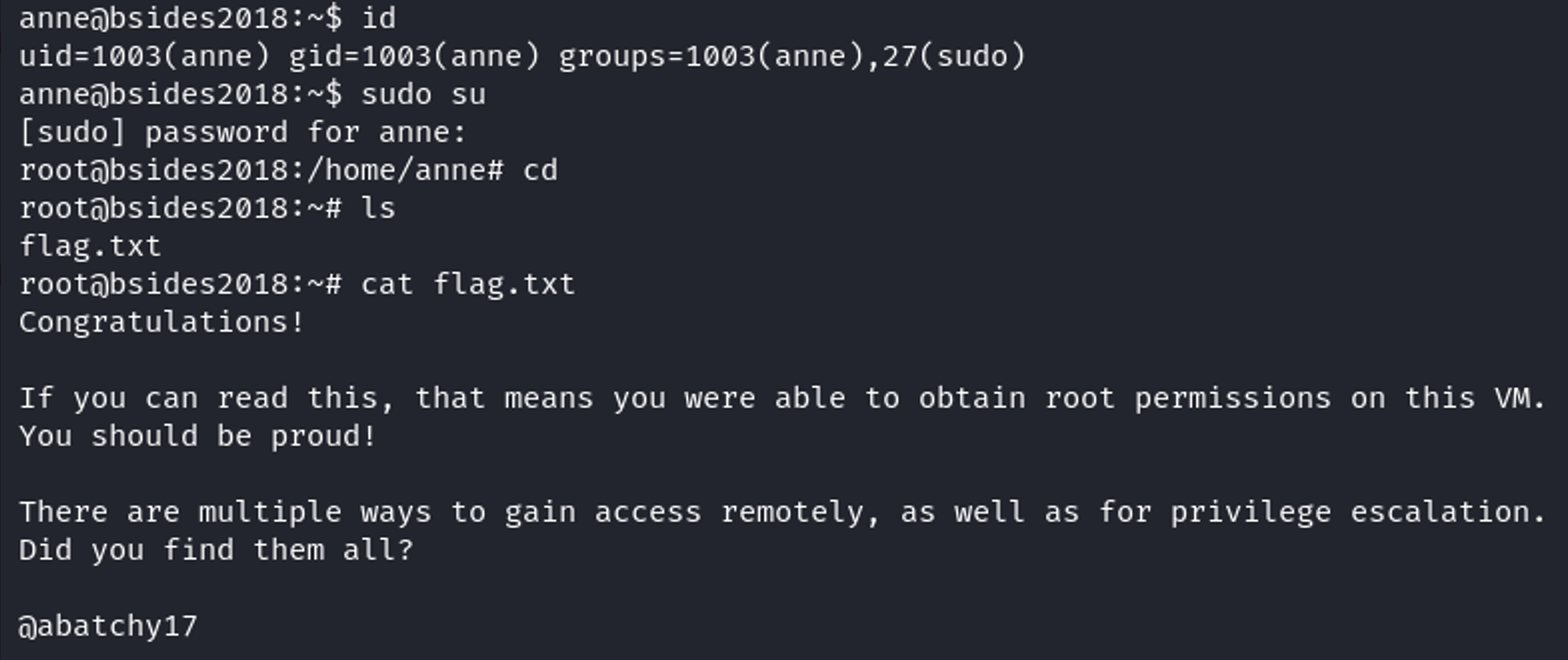 anne@bsides2018:~$ id
uid=1003(anne) gid=1003(anne) groups=1003(anne),27(sudo)
anne@bsides2018:~$ sudo su
[sudo] password for anne:
root@bsides2018:/home/anne# cd
root@bsides2018:~# ls
flag.txt
root@bsides2018:~# cat flag.txt
Congratulations!
If you can read this, that means you were able to obtain root permissions on this VM.
You should be proud!
There are multiple ways to gain access remotely, as well as for privilege escalation.
Did you find them all?
@abatchy17